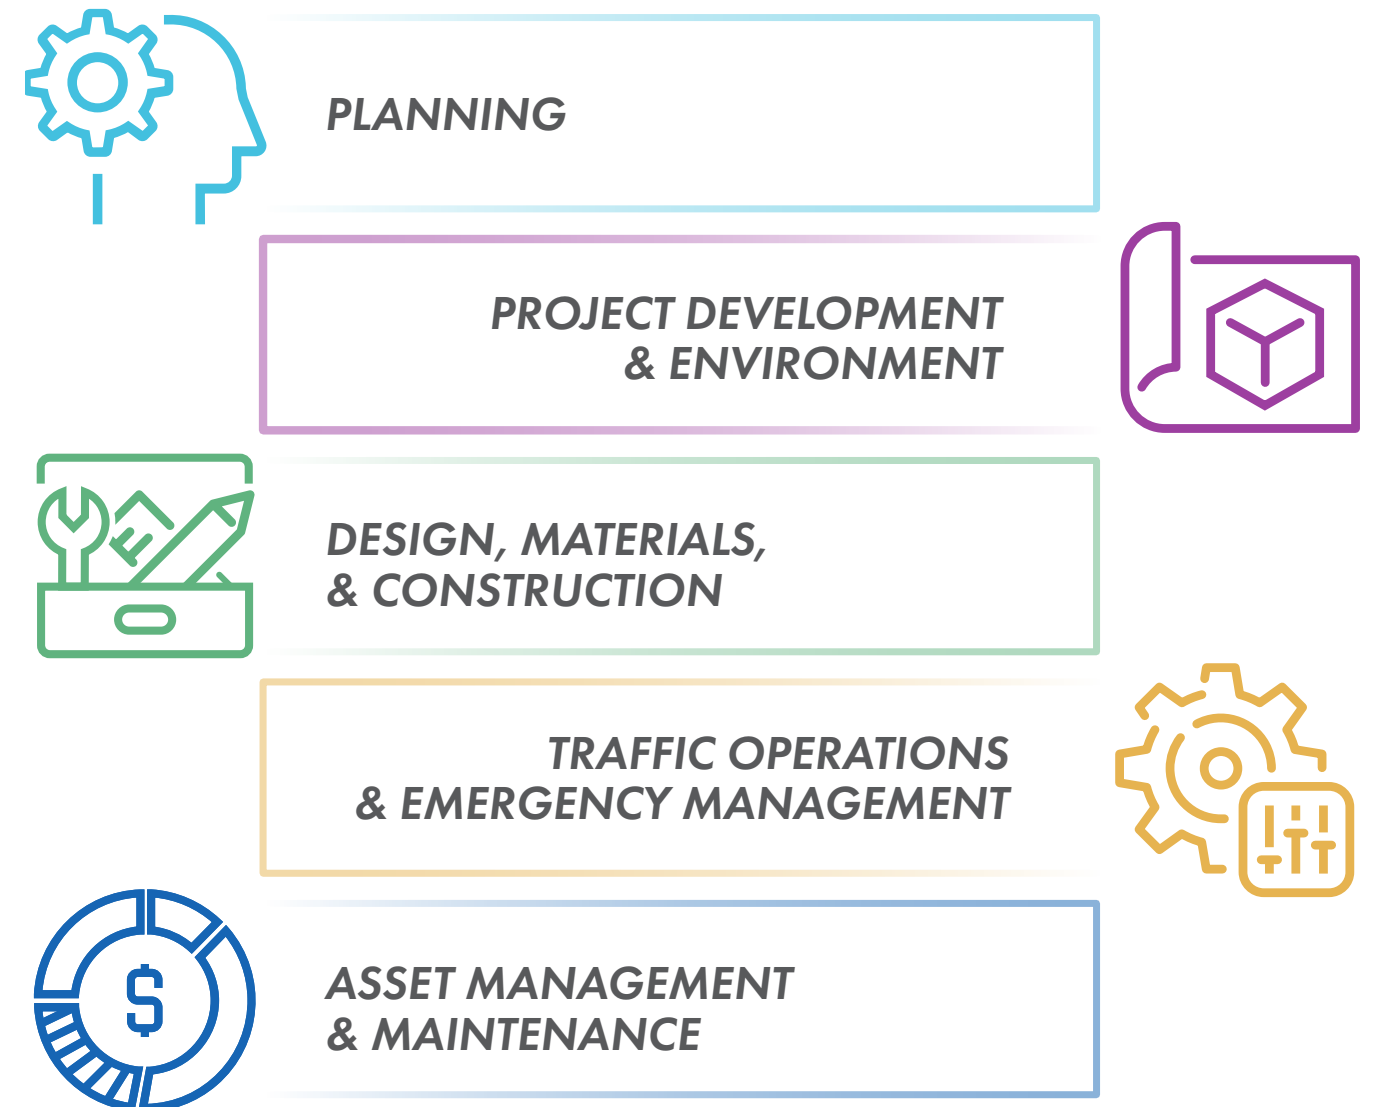 PLANNING
PROJECT DEVELOPMENT
& ENVIRONMENT
DESIGN, MATERIALS,
& CONSTRUCTION
TRAFFIC OPERATIONS
& EMERGENCY MANAGEMENT
$
ASSET MANAGEMENT
& MAINTENANCE